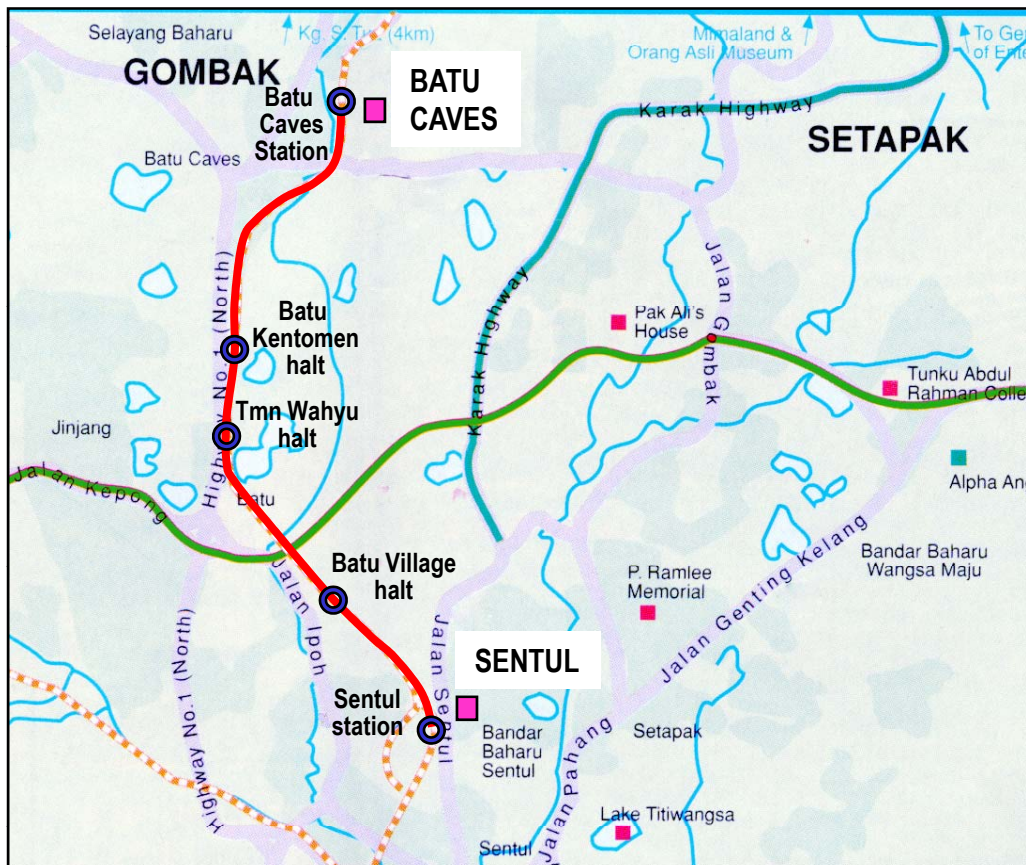 Selayang Baharu
Kg. S. Tua (4km)
Mimaland &
Orang Asli Museum
To Gen
of Ente
GOMBAK
BATU
CAVES
Batu
Caves
Station
Karak Highway
SETAPAK
Batu Caves
Jalan Gombak
Highway No.1 (North)
Karak Highway
Batu
Kentomen
halt
Pak Ali's
House
Tunku Abdul
Rahman Colle
Tmn Wahyu
halt
Jinjang
Jalan Kepong
Batu
Alpha Ang
Batu Village
halt
Jalan Ipoh
P. Ramlee
Memorial
Bandar Baharu
Wangsa Maju
Jalan Genting Kelang
Highway No.1 (North)
Jalan Sentul
SENTUL
Sentul
station
Bandar
Baharu
Sentul
Setapak
Jalan Pahang
Lake Titiwangsa
Sentul